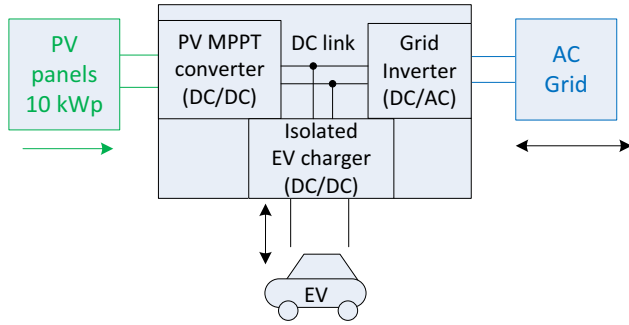 PV
panels
10 kWp
PV MPPT
converter
(DC/DC)
DC link
Grid
Inverter
(DC/AC)
AC
Grid
Isolated
EV charger
(DC/DC)
EV